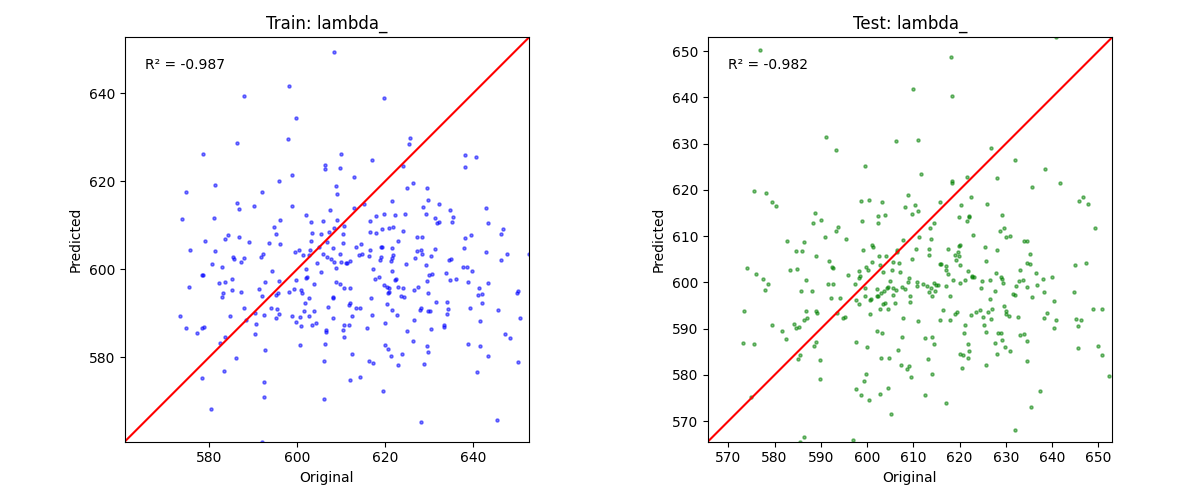 Train: lambda_
R² = -0.987
640
620
600
580
Predicted
580 600 620 640
Original
Test: lambda_
R² = -0.982
650
640
630
620
610
600
590
580
570
Predicted
570 580 590 600 610 620 630 640 650
Original